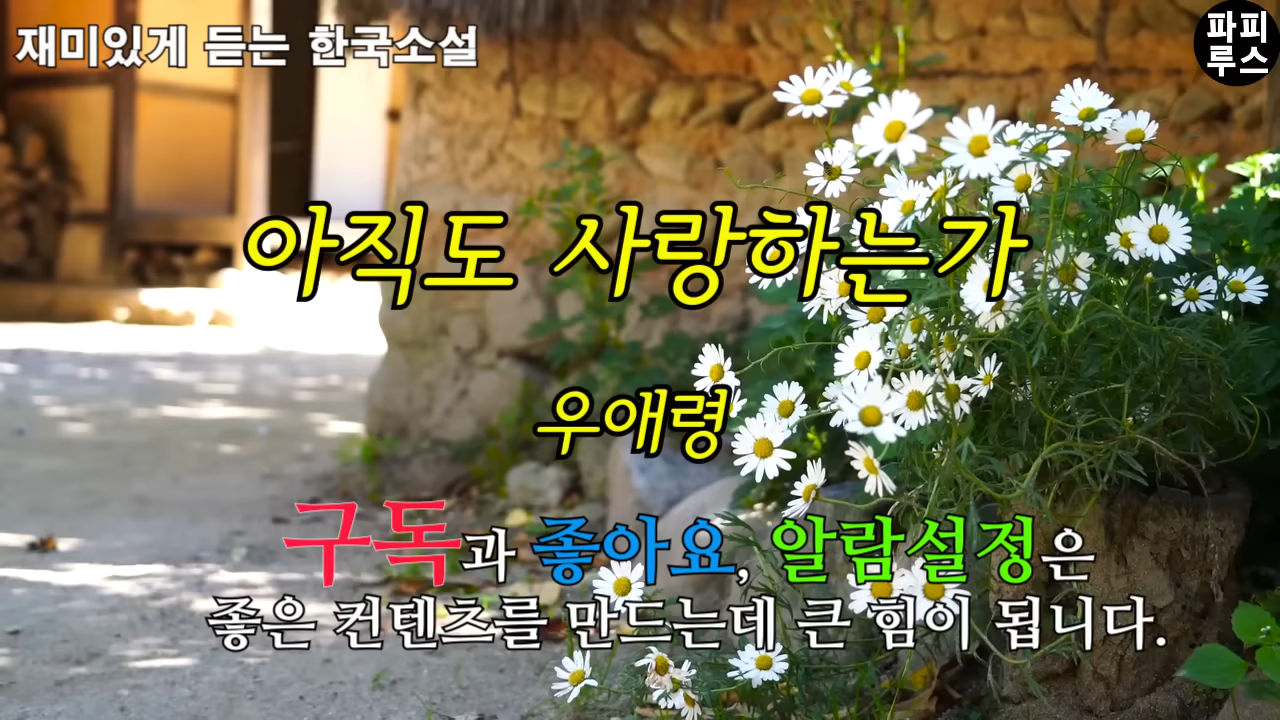 재미있게 듣는 한국소설
파피
루스
아직도 사랑하는가
우애령
구독과 좋아요, 알람설정은
좋은 컨텐츠를 만드는데 큰 힘이 됩니다.